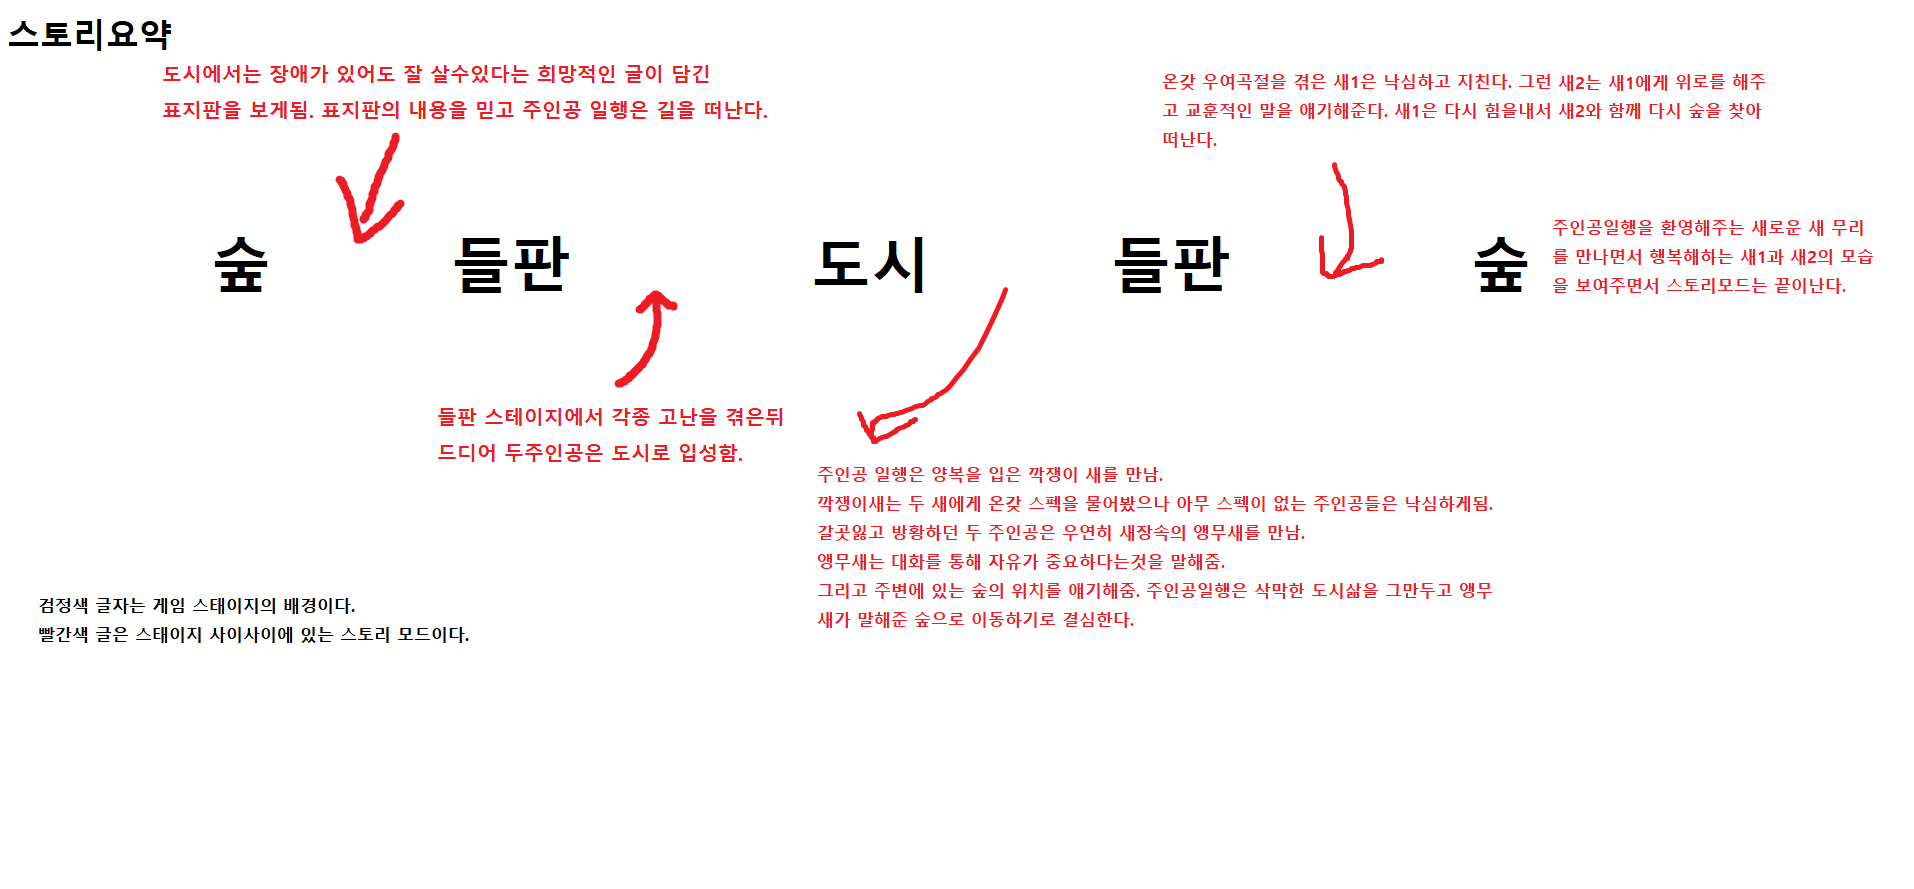 스토리요약
도시에서는 장애가 있어도 잘 살수있다는 희망적인 글이 담긴
표지판을 보게됨. 표지판의 내용을 믿고 주인공 일행은 길을 떠난다.
온갖 우여곡절을 겪은 새1은 낙심하고 지친다. 그런 새2는 새1에게 위로를 해주
고 교훈적인 말을 얘기해준다. 새1은 다시 힘을내서 새2와 함께 다시 숲을 찾아
떠난다.
숲 들판 도시 들판 숲
주인공일행을 환영해주는 새로운 새 무리
를 만나면서 행복해하는 새1과 새2의 모습
을 보여주면서 스토리모드는 끝이난다.
들판 스테이지에서 각종 고난을 겪은뒤
드디어 두주인공은 도시로 입성함.
주인공 일행은 양복을 입은 깍쟁이 새를 만남.
깍쟁이새는 두 새에게 온갖 스펙을 물어봤으나 아무 스펙이 없는 주인공들은 낙심하게됨.
갈곳잃고 방황하던 두 주인공은 우연히 새장속의 앵무새를 만남.
앵무새는 대화를 통해 자유가 중요하다는것을 말해줌.
그리고 주변에 있는 숲의 위치를 얘기해줌. 주인공일행은 삭막한 도시삶을 그만두고 앵무
새가 말해준 숲으로 이동하기로 결심한다.
검정색 글자는 게임 스태이지의 배경이다.
빨간색 글은 스태이지 사이사이에 있는 스토리 모드이다.